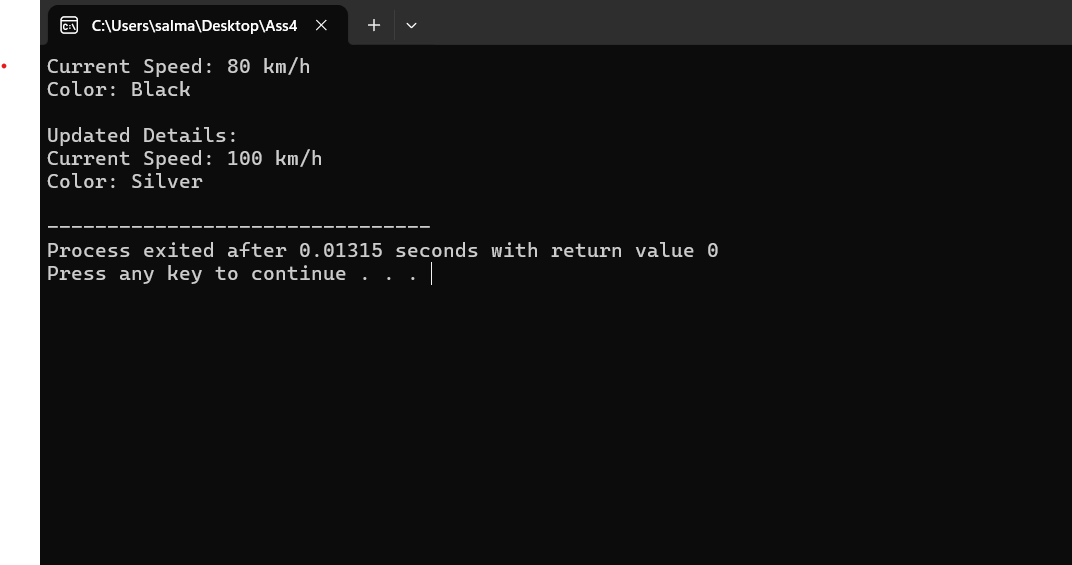 C:\Users\salma\Desktop\Ass4
Current Speed: 80 km/h
Color: Black
Updated Details:
Current Speed: 100 km/h
Color: Silver
--------------------------------
Process exited after 0.01315 seconds with return value 0
Press any key to continue . . .